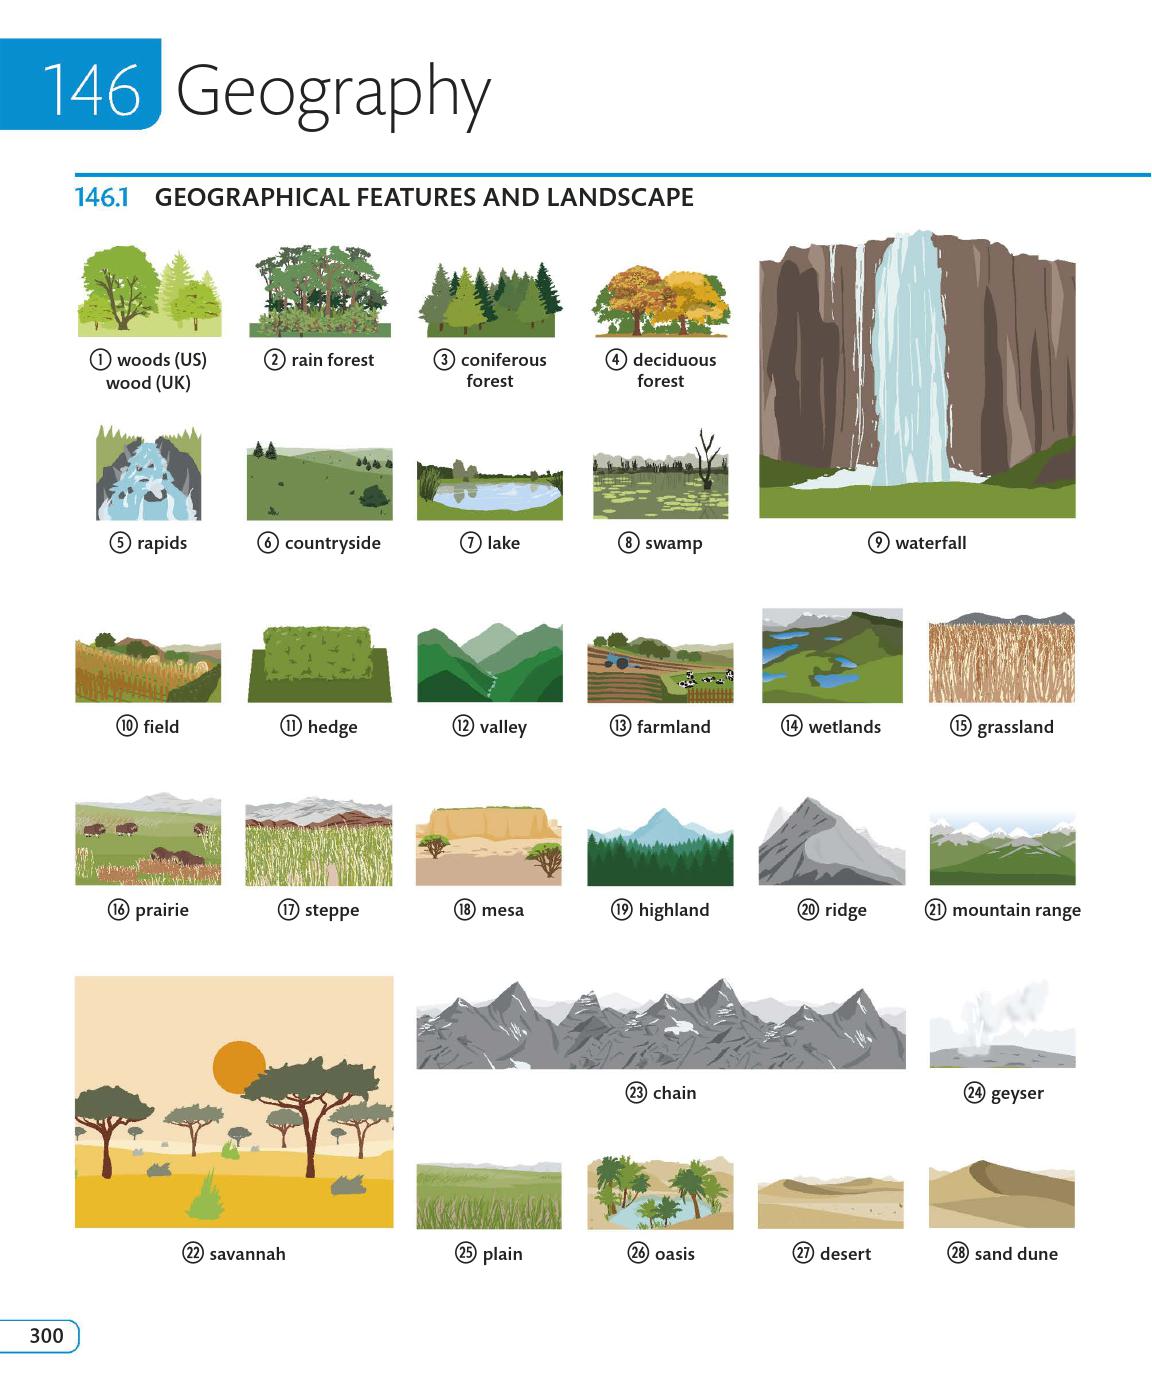 146 Geography
146.1 GEOGRAPHICAL FEATURES AND LANDSCAPE
1 woods (US)
wood (UK)
2 rain forest
3 coniferous
forest
4 deciduous
forest
5 rapids
6 countryside
7 lake
8 swamp
9 waterfall
10 field
11 hedge
12 valley
13 farmland
14 wetlands
15 grassland
16 prairie
17 steppe
18 mesa
19 highland
20 ridge
21 mountain range
22 savannah
23 chain
24 geyser
25 plain
26 oasis
27 desert
28 sand dune
300